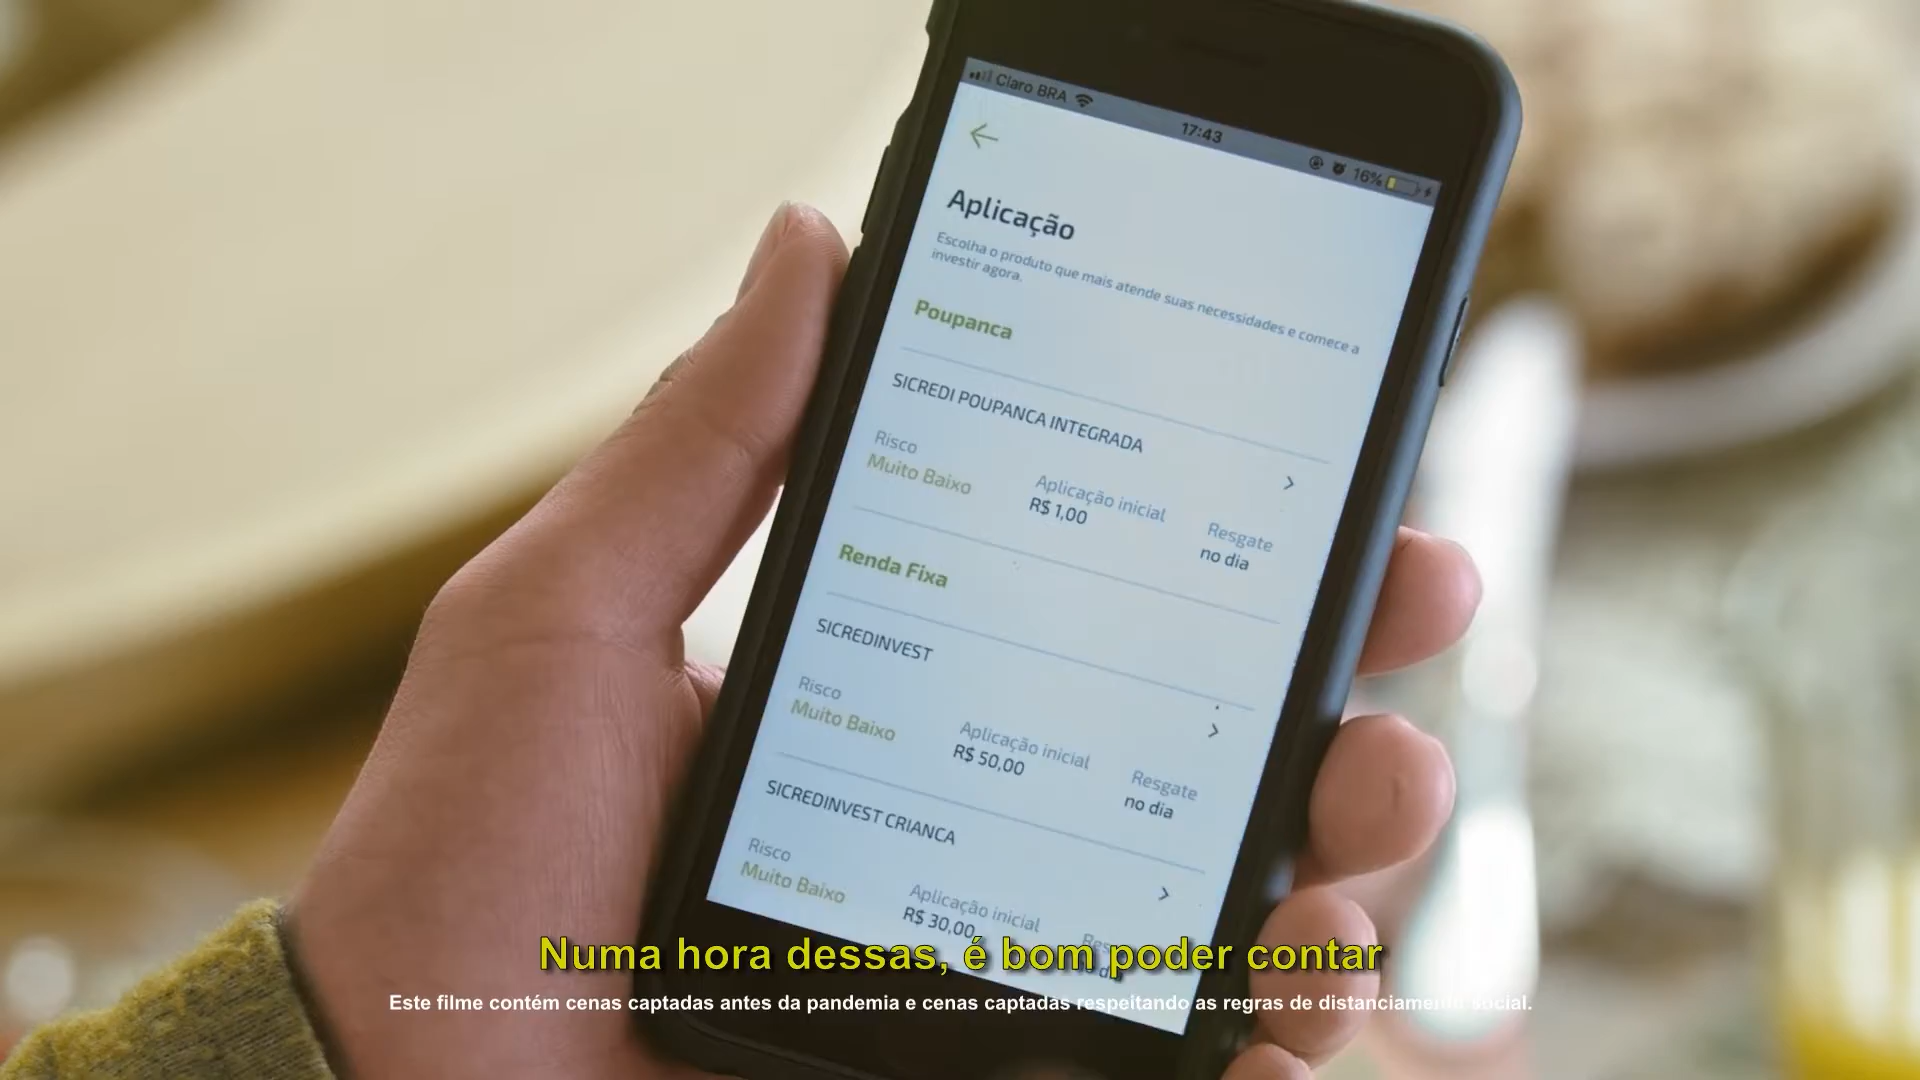 Claro BRA
17:43
16%
Aplicação
Escolha o produto que mais atende suas necessidades e comece a
investir agora.
Poupanca
SICREDI POUPANCA INTEGRADA
Risco
Muito Baixo
Aplicação inicial
R$ 1,00
Resgate
no dia
Renda Fixa
SICREDINVEST
Risco
Muito Baixo
Aplicação inicial
R$ 50,00
Resgate
no dia
SICREDINVEST CRIANCA
Risco
Muito Baixo
Aplicação inicial
R$ 30,00
Numa hora dessas, é bom poder contar
Este filme contém cenas captadas antes da pandemia e cenas captadas respeitando as regras de distanciamento social.